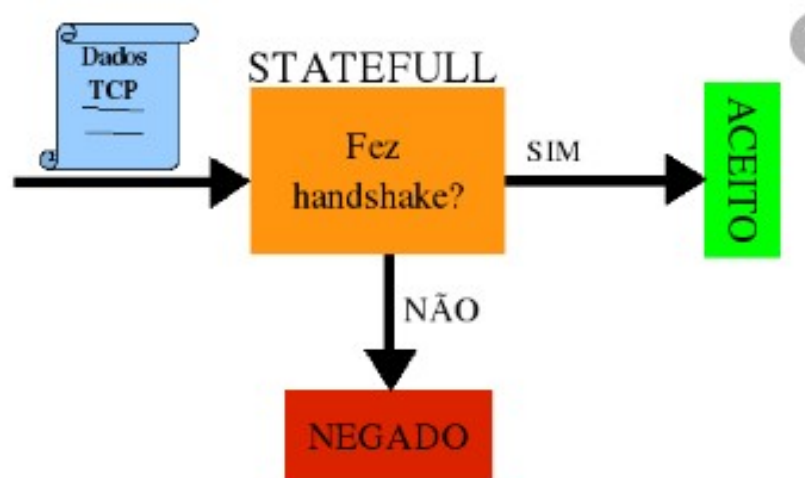 Dados
TCP
STATEFULL
Fez
handshake?
SIM
ACEITO
NÃO
NEGADO